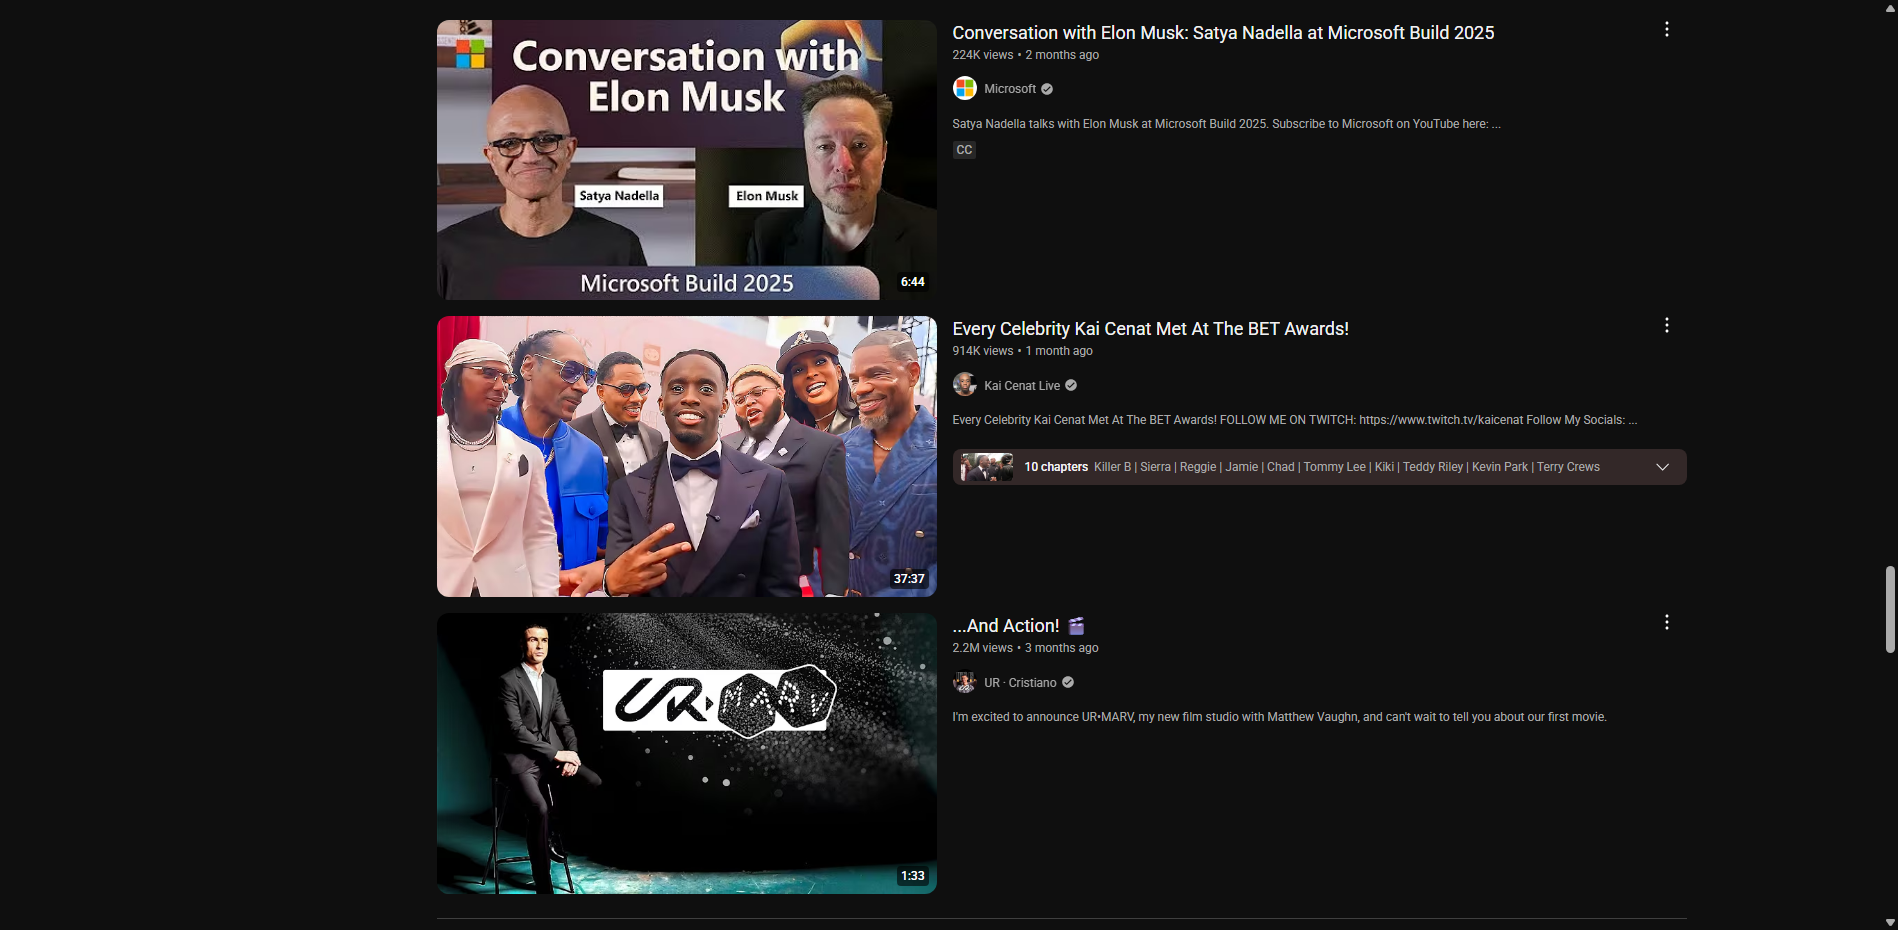 Conversation with
Elon Musk
Satya Nadella
Elon Musk
Microsoft Build 2025
6:44
Conversation with Elon Musk: Satya Nadella at Microsoft Build 2025
224K views • 2 months ago
Microsoft
Satya Nadella talks with Elon Musk at Microsoft Build 2025. Subscribe to Microsoft on YouTube here: ...
CC
37:37
Every Celebrity Kai Cenat Met At The BET Awards!
914K views • 1 month ago
Kai Cenat Live
Every Celebrity Kai Cenat Met At The BET Awards! FOLLOW ME ON TWITCH: https://www.twitch.tv/kaicenat Follow My Socials: ...
10 chapters Killer B | Sierra | Reggie | Jamie | Chad | Tommy Lee | Kiki | Teddy Riley | Kevin Park | Terry Crews
UR•MARV
1:33
...And Action! 🎬
2.2M views • 3 months ago
UR · Cristiano
I'm excited to announce UR•MARV, my new film studio with Matthew Vaughn, and can't wait to tell you about our first movie.